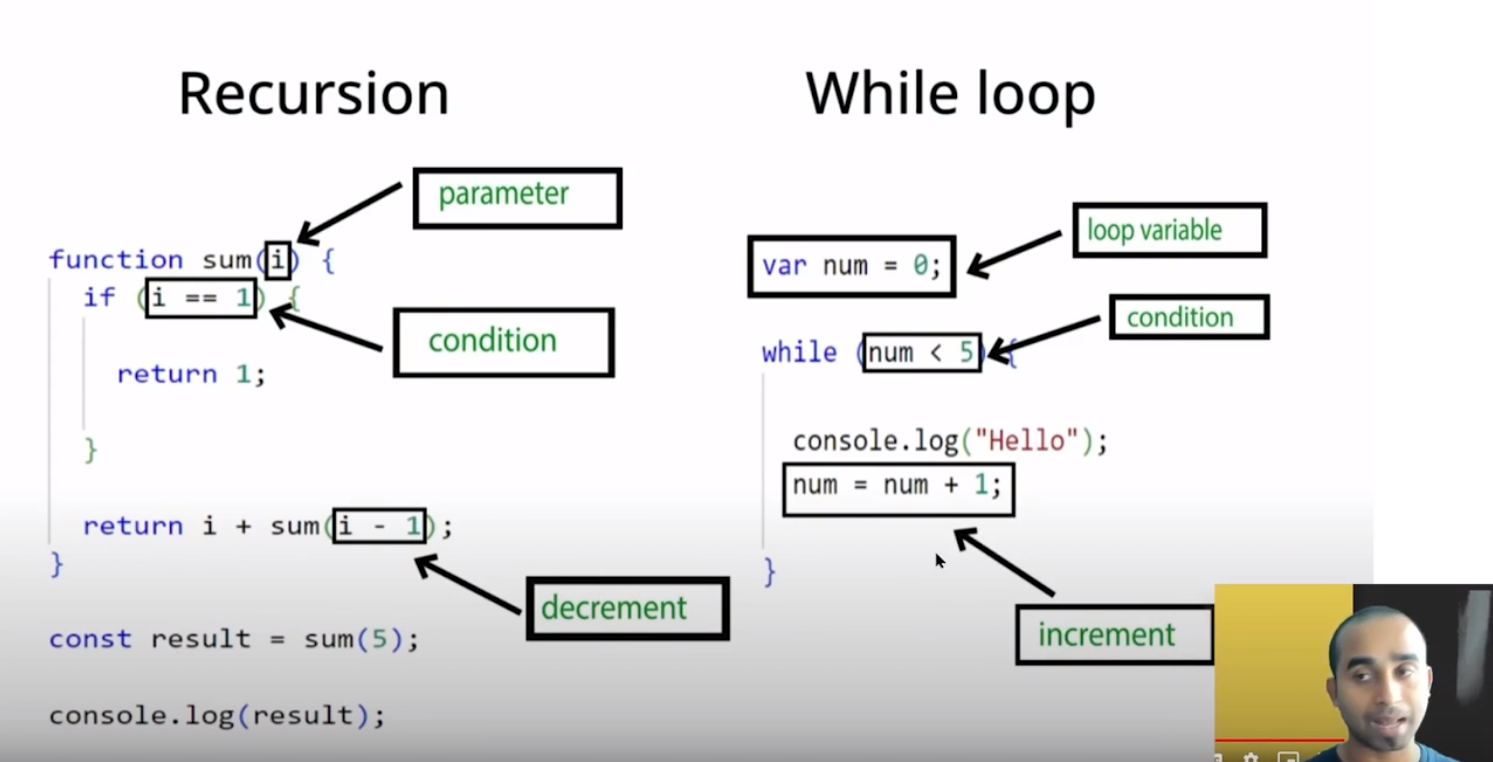 Recursion
parameter
function sum(i) {
if (i == 1) {
condition
return 1;
}
return i + sum(i - 1);
}
decrement
const result = sum(5);
console.log(result);
While loop
loop variable
var num = 0;
condition
while (num < 5) {
console.log("Hello");
num = num + 1;
}
increment